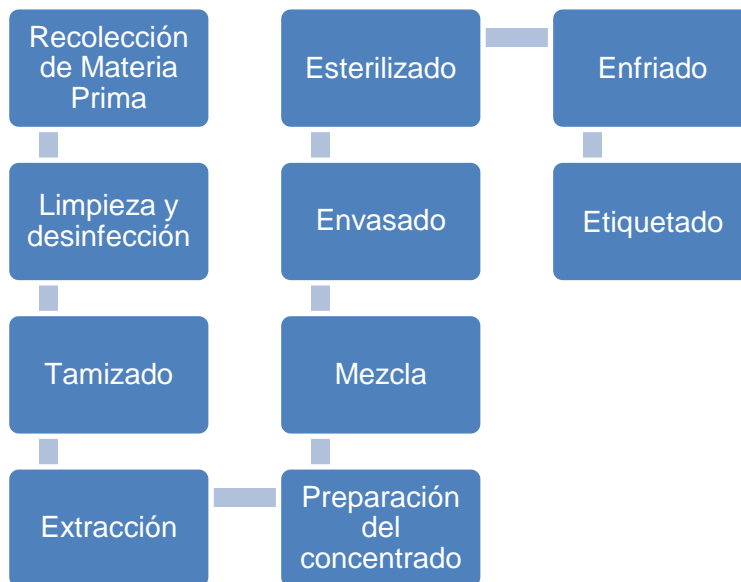 Recolección
de Materia
Prima
Limpieza y
desinfección
Tamizado
Extracción
Preparación
del
concentrado
Mezcla
Envasado
Esterilizado
Enfriado
Etiquetado